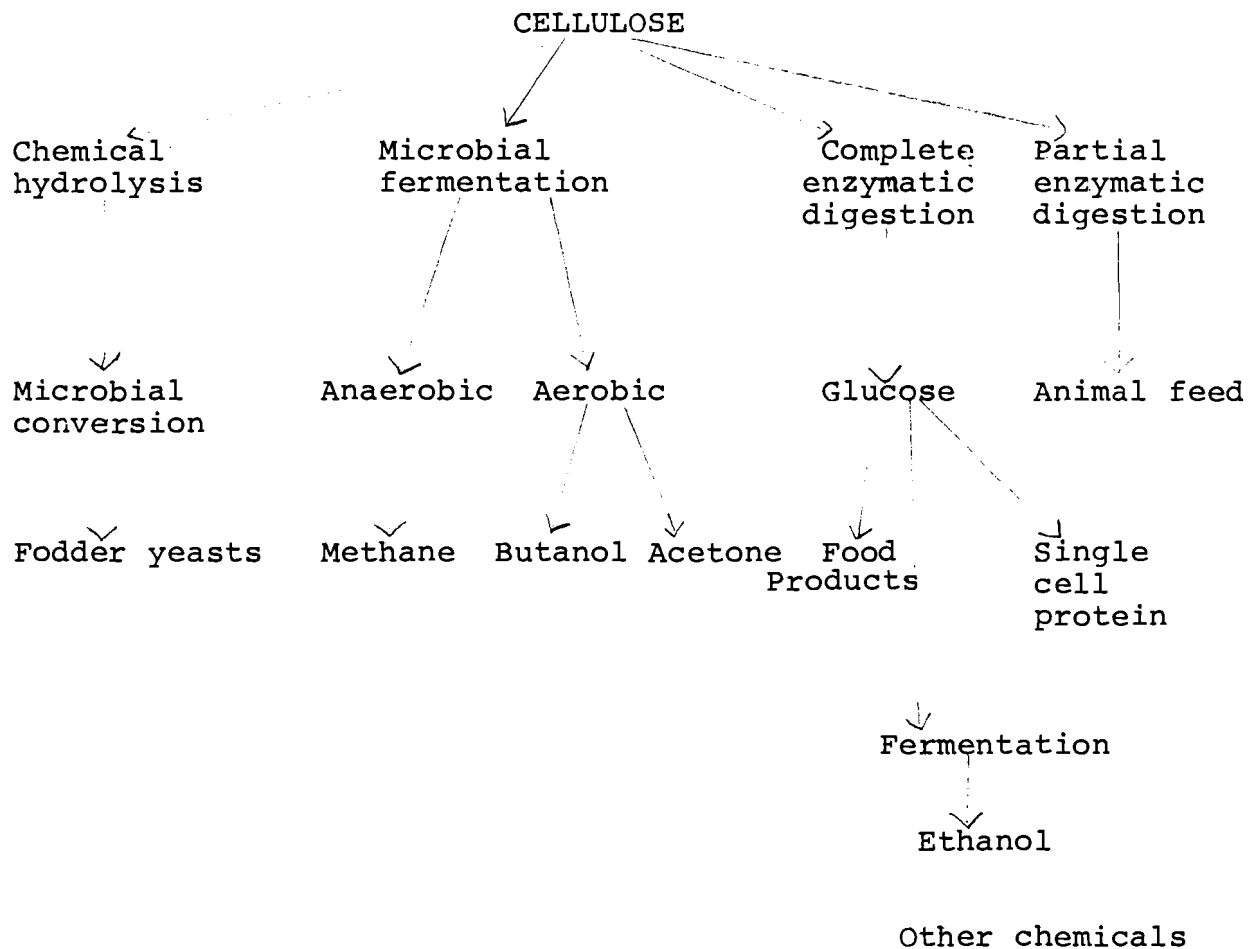 CELLULOSE
Chemical hydrolysis
Microbial fermentation
Complete enzymatic digestion
Partial enzymatic digestion
Microbial conversion
Anaerobic
Aerobic
Glucose
Animal feed
Fodder yeasts
Methane
Butanol
Acetone
Food Products
Single cell protein
Fermentation
Ethanol
Other chemicals